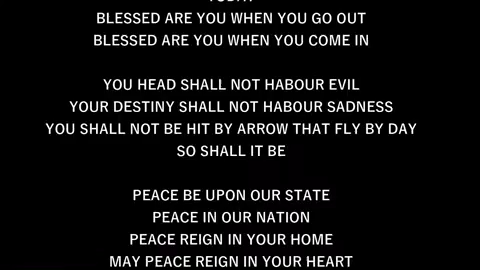 BLESSED ARE YOU WHEN YOU GO OUT
BLESSED ARE YOU WHEN YOU COME IN
YOU HEAD SHALL NOT HABOUR EVIL
YOUR DESTINY SHALL NOT HABOUR SADNESS
YOU SHALL NOT BE HIT BY ARROW THAT FLY BY DAY
SO SHALL IT BE
PEACE BE UPON OUR STATE
PEACE IN OUR NATION
PEACE REIGN IN YOUR HOME
MAY PEACE REIGN IN YOUR HEART